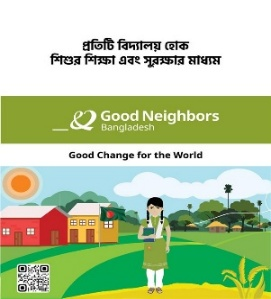 প্রতিটি বিদ্যালয় হোক
শিশুর শিক্ষা এবং সুরক্ষার মাধ্যম
Good Neighbors
Bangladesh
Good Change for the World